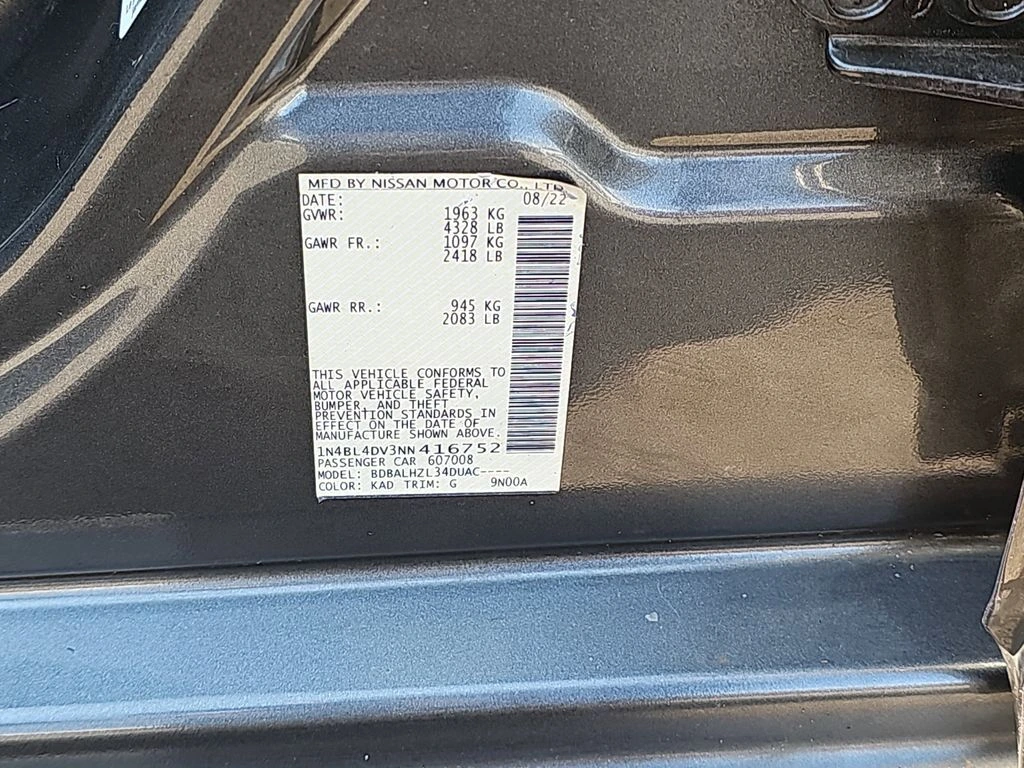 MFD BY NISSAN MOTOR CO., LTD
DATE: 08/22
GVWR: 1963 KG
4328 LB
GAWR FR.: 1097 KG
2418 LB
GAWR RR.: 945 KG
2083 LB
THIS VEHICLE CONFORMS TO
ALL APPLICABLE FEDERAL
MOTOR VEHICLE SAFETY,
BUMPER, AND THEFT
PREVENTION STANDARDS IN
EFFECT ON THE DATE OF
MANUFACTURE SHOWN ABOVE.
1N4BL4DV3NN416752
PASSENGER CAR 607008
MODEL: BDBALHZL34DUAC----
COLOR: KAD TRIM: G 9N00A